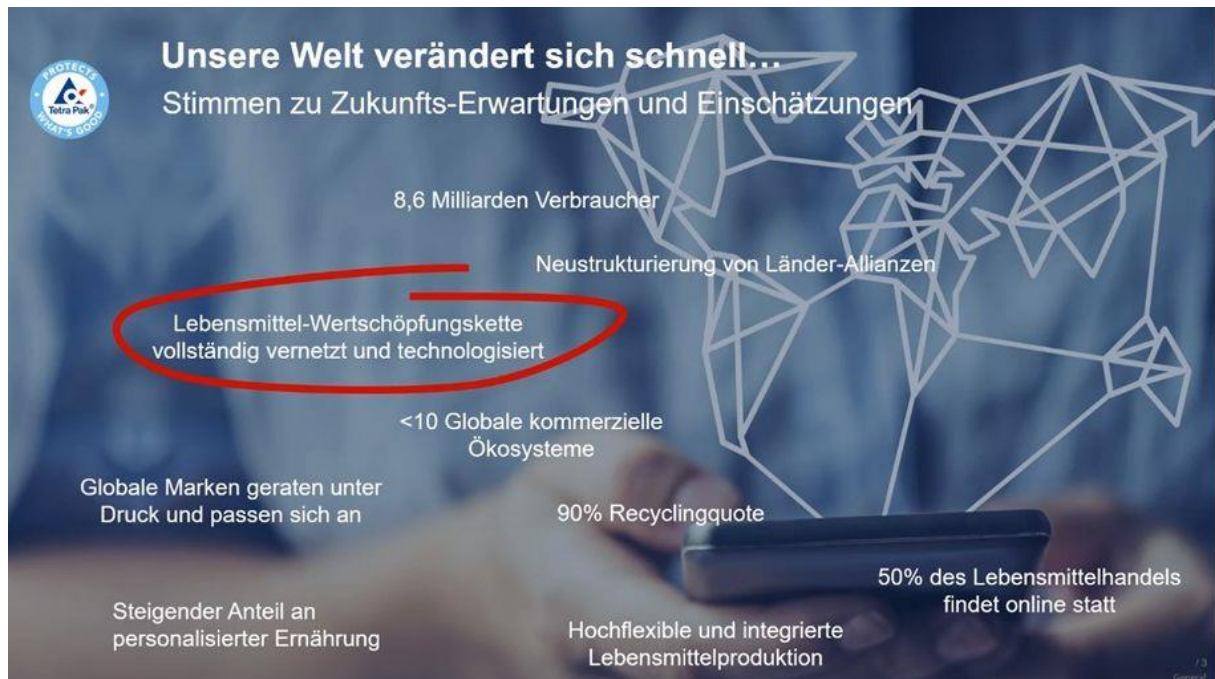 Unsere Welt verändert sich schnell...
Stimmen zu Zukunfts-Erwartungen und Einschätzungen
PROTECTS
Tetra Pak®
WHAT'S GOOD
8,6 Milliarden Verbraucher
Neustrukturierung von Länder-Allianzen
Lebensmittel-Wertschöpfungskette
vollständig vernetzt und technologisiert
<10 Globale kommerzielle
Ökosysteme
Globale Marken geraten unter
Druck und passen sich an
90% Recyclingquote
50% des Lebensmittelhandels
findet online statt
Steigender Anteil an
personalisierter Ernährung
Hochflexible und integrierte
Lebensmittelproduktion
/ 3
General